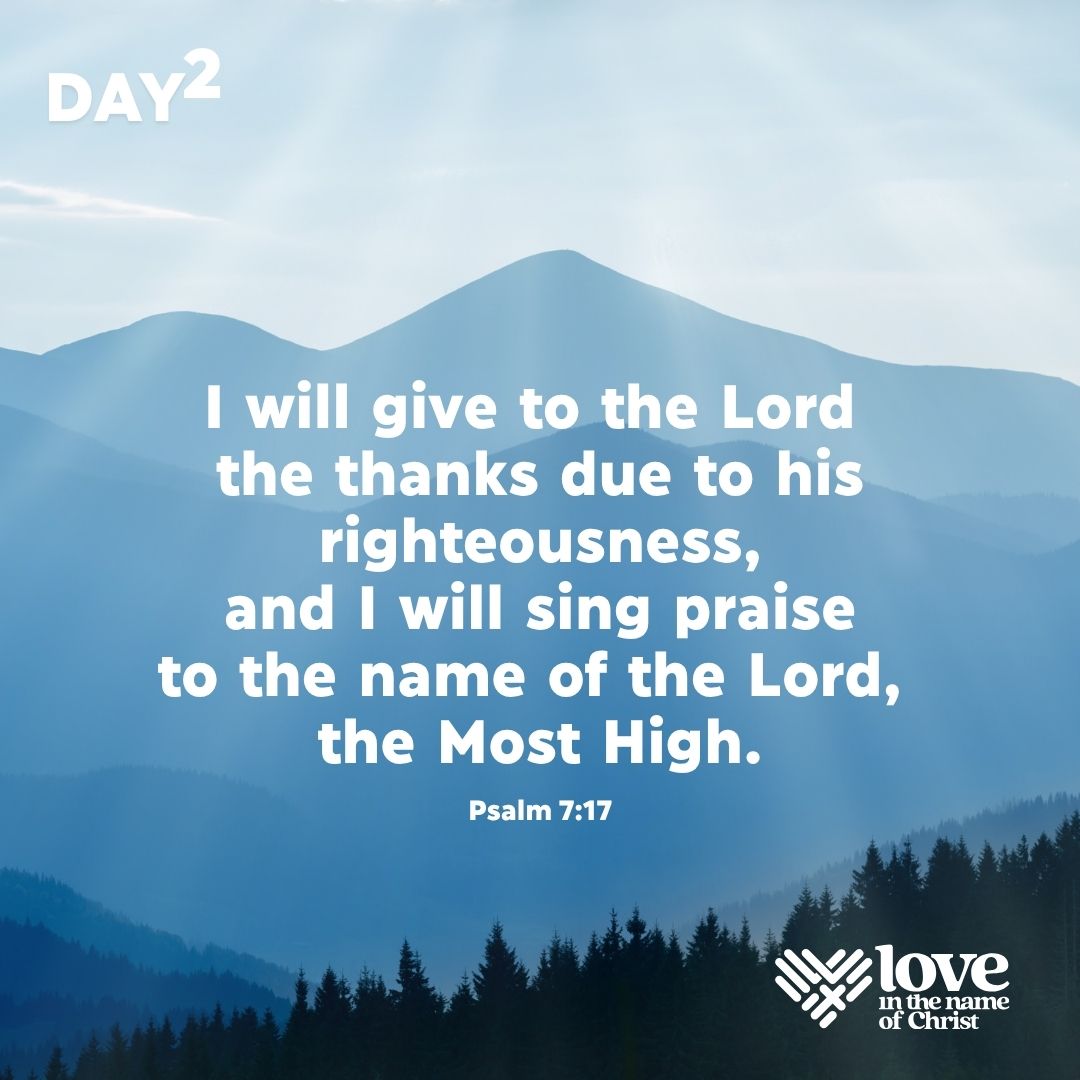 DAY²
I will give to the Lord
the thanks due to his
righteousness,
and I will sing praise
to the name of the Lord,
the Most High.
Psalm 7:17
love
in the name
of Christ